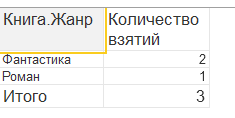 Книга.Жанр Количество
взятий
Фантастика 2
Роман 1
Итого 3